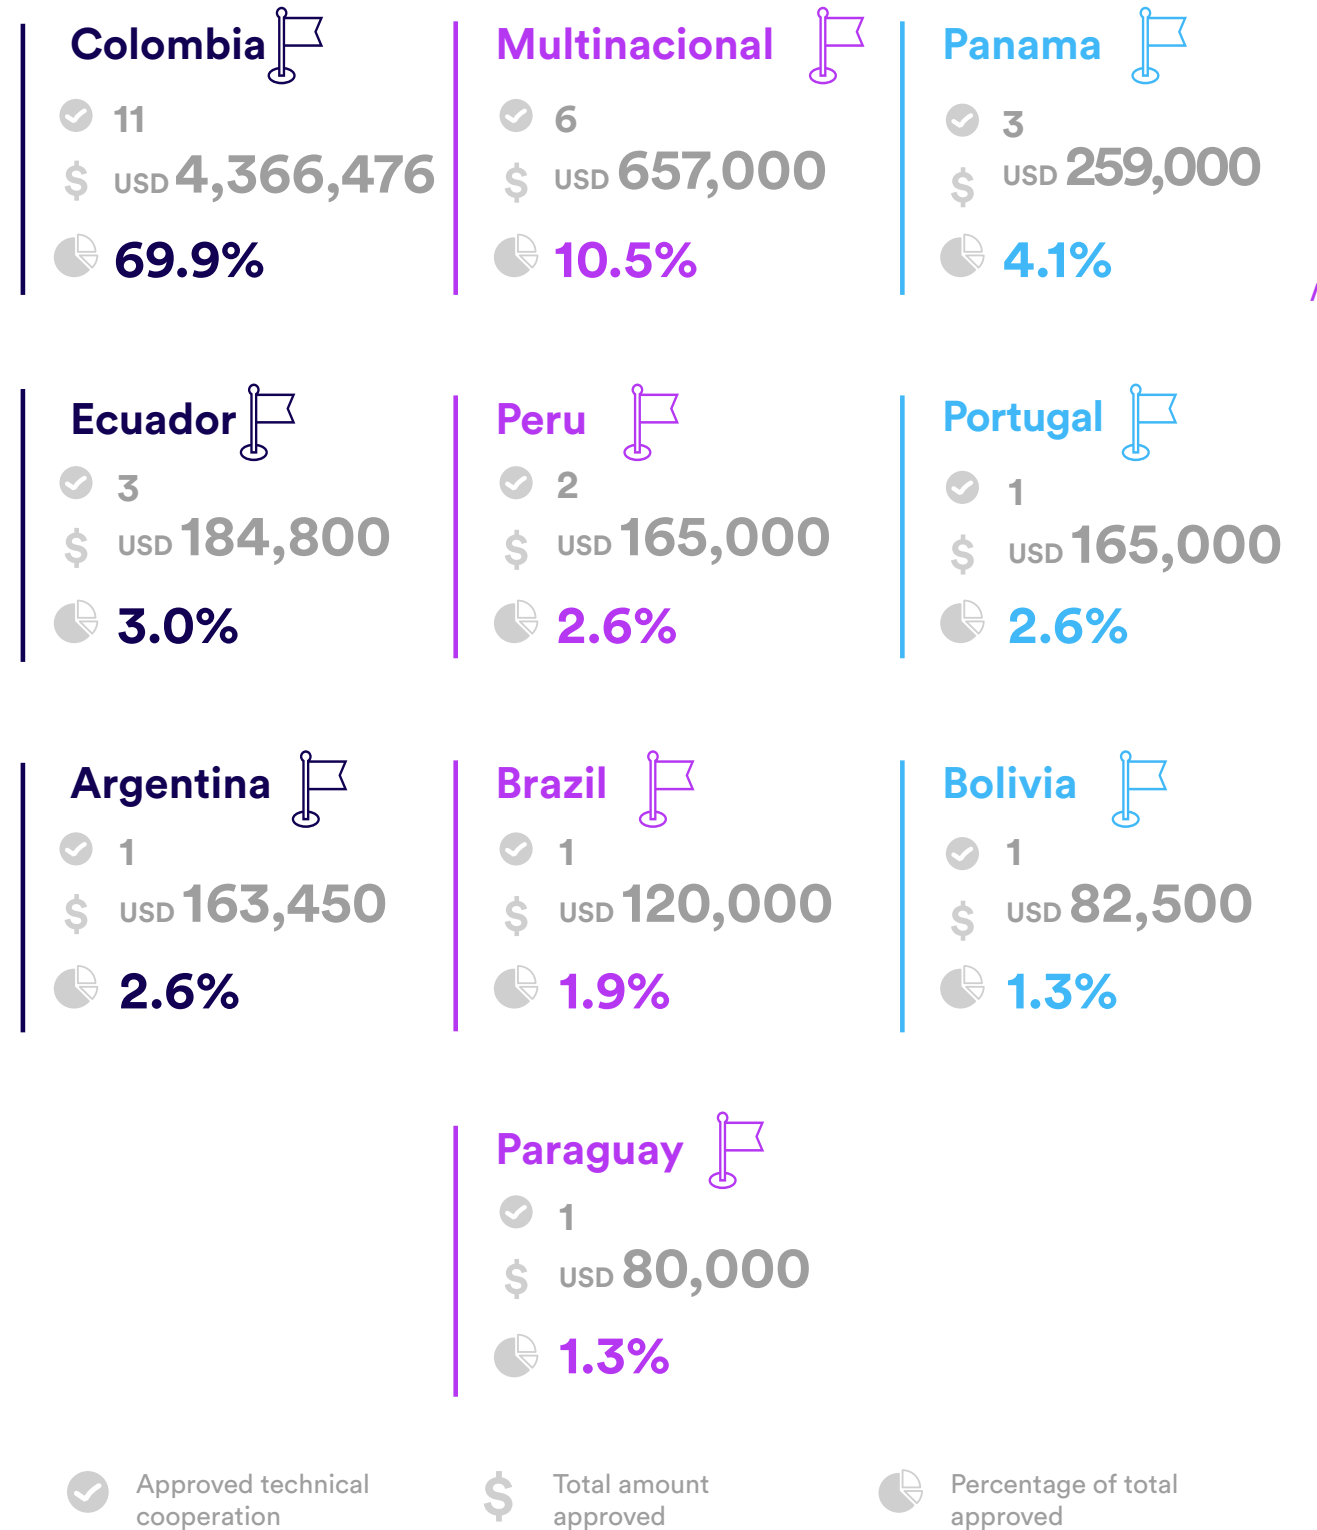 Colombia
11
USD 4,366,476
69.9%
Multinacional
6
USD 657,000
10.5%
Panama
3
USD 259,000
4.1%
Ecuador
3
USD 184,800
3.0%
Peru
2
USD 165,000
2.6%
Portugal
1
USD 165,000
2.6%
Argentina
1
USD 163,450
2.6%
Brazil
1
USD 120,000
1.9%
Bolivia
1
USD 82,500
1.3%
Paraguay
1
USD 80,000
1.3%
Approved technical
cooperation
Total amount
approved
Percentage of total
approved